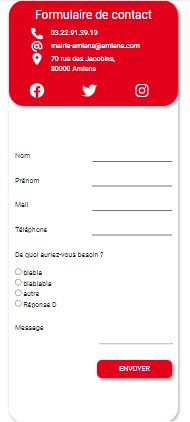 Formulaire de contact
03.22.91.39.19
mairie-amiens@amiens.com
70 rue des Jacobins,
80000 Amiens
Nom
Prénom
Mail
Téléphone
De quoi auriez-vous besoin ?
blabla
blablabla
autre
Réponse D
Message
ENVOYER